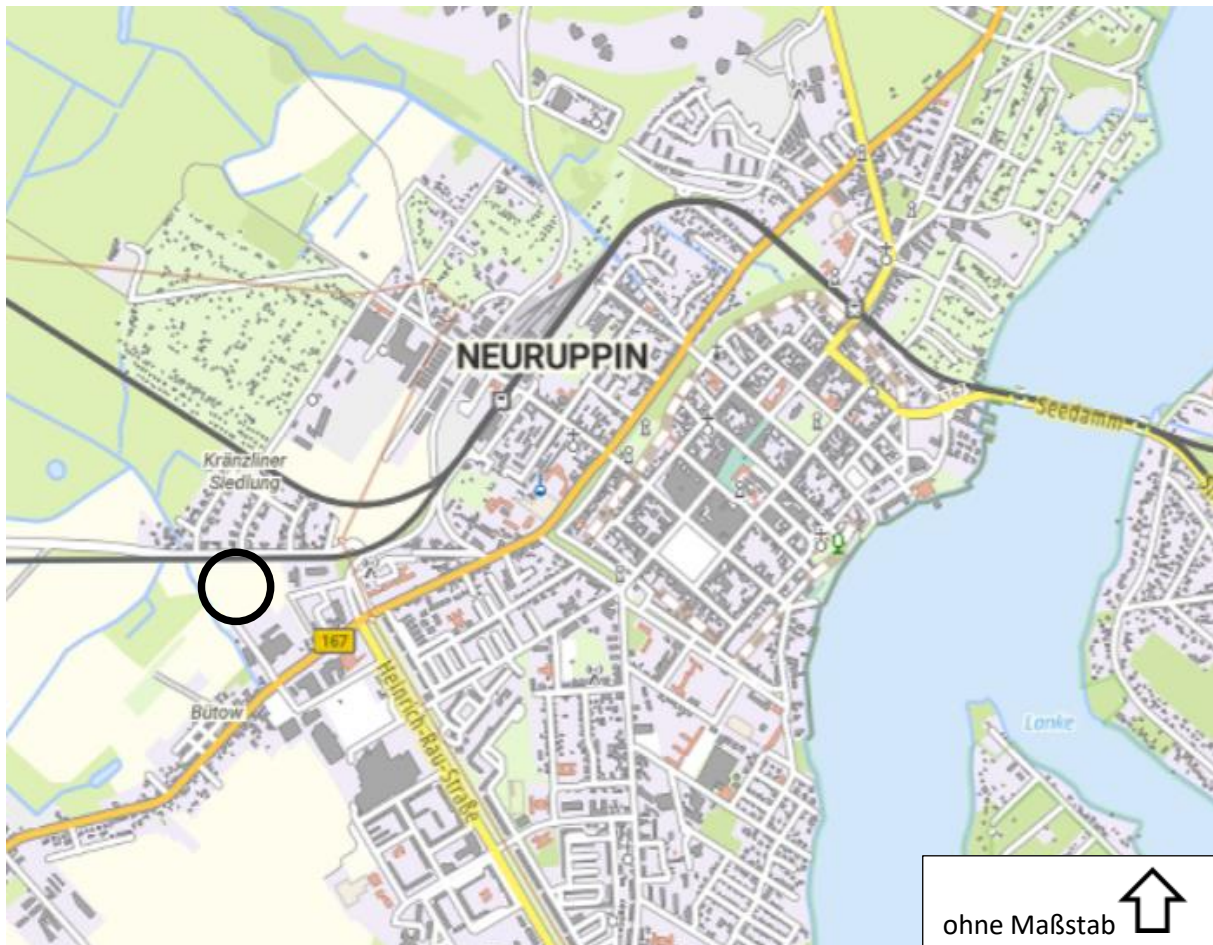 NEURUPPIN
Seedamm
Kränzliner
Siedlung
167
Heinrich-Rau-Straße
Bütow
Lanke
ohne Maßstab